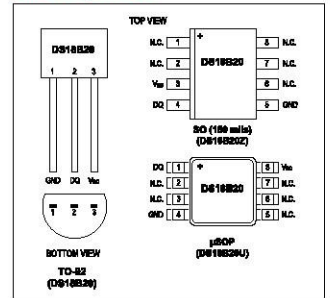 TOP VIEW
DS18B20
1 2 3
GND DQ VDD
1 2 3
BOTTOM VIEW
TO-92
(DS18B20)
N.C. 1
N.C. 2
VDD 3
DQ 4
+
DS18B20
8 N.C.
7 N.C.
6 N.C.
5 GND
SO (150 mils)
(DS18B20Z)
DQ 1
N.C. 2
N.C. 3
GND 4
+
DS18B20
8 VDD
7 N.C.
6 N.C.
5 N.C.
µSOP
(DS18B20U)